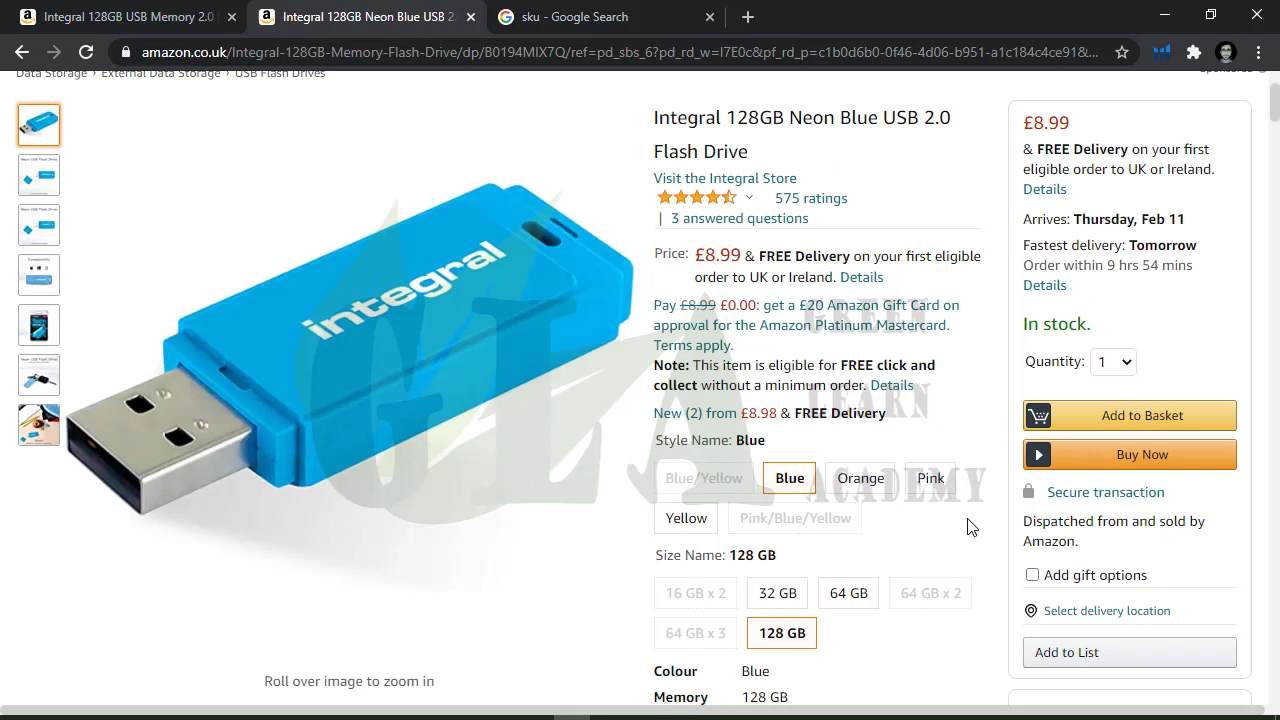 Integral 128GB USB Memory 2.0
Integral 128GB Neon Blue USB 2.
sku - Google Search
amazon.co.uk/Integral-128GB-Memory-Flash-Drive/dp/B0194MIX7Q/ref=pd_sbs_6?pd_rd_w=I7E0c&pf_rd_p=c1b0d6b0-0f46-4d06-b951-a1c184c4ce918&...
Data Storage › External Data Storage › USB Flash Drives
Sponsored
integral
Roll over image to zoom in
Integral 128GB Neon Blue USB 2.0
Flash Drive
Visit the Integral Store
575 ratings
| 3 answered questions
Price: £8.99 & FREE Delivery on your first eligible
order to UK or Ireland. Details
Pay £8.99 £0.00: get a £20 Amazon Gift Card on
approval for the Amazon Platinum Mastercard.
Terms apply.
Note: This item is eligible for FREE click and
collect without a minimum order. Details
New (2) from £8.98 & FREE Delivery
Style Name: Blue
Blue/Yellow Blue Orange Pink
Yellow Pink/Blue/Yellow
Size Name: 128 GB
16 GB x 2 32 GB 64 GB 64 GB x 2
64 GB x 3 128 GB
Colour Blue
Memory 128 GB
£8.99
& FREE Delivery on your first
eligible order to UK or Ireland.
Details
Arrives: Thursday, Feb 11
Fastest delivery: Tomorrow
Order within 9 hrs 54 mins
Details
In stock.
Quantity: 1
Add to Basket
Buy Now
Secure transaction
Dispatched from and sold by
Amazon.
Add gift options
Select delivery location
Add to List
GLA
GREEN
LEARN
ACADEMY